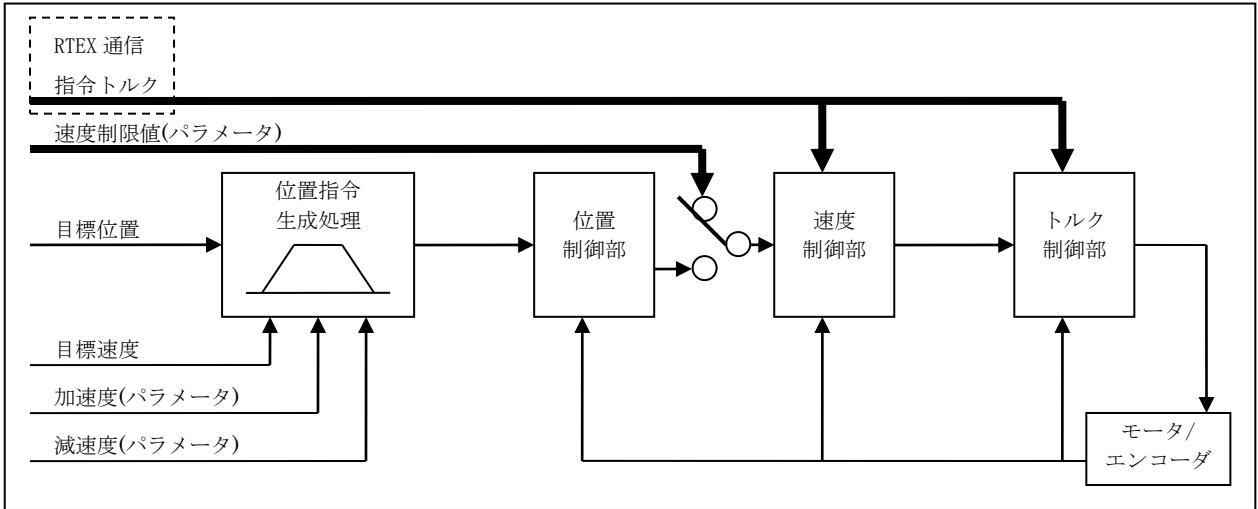 RTEX 通信
指令トルク
速度制限値(パラメータ)
位置指令
生成処理
目標位置
位置
制御部
速度
制御部
トルク
制御部
目標速度
加速度(パラメータ)
減速度(パラメータ)
モータ/
エンコーダ